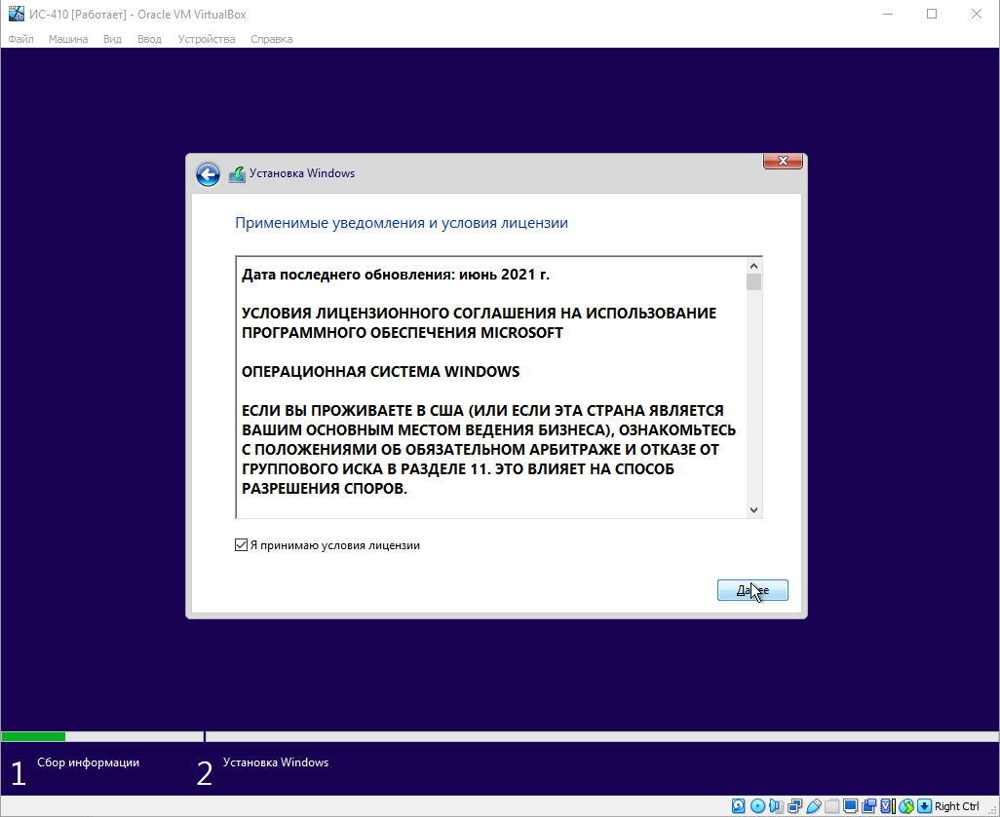 ИС-410 [Работает] - Oracle VM VirtualBox
Файл Машина Вид Ввод Устройства Справка
Установка Windows
Применимые уведомления и условия лицензии
Дата последнего обновления: июнь 2021 г.
УСЛОВИЯ ЛИЦЕНЗИОННОГО СОГЛАШЕНИЯ НА ИСПОЛЬЗОВАНИЕ
ПРОГРАММНОГО ОБЕСПЕЧЕНИЯ MICROSOFT
ОПЕРАЦИОННАЯ СИСТЕМА WINDOWS
ЕСЛИ ВЫ ПРОЖИВАЕТЕ В США (ИЛИ ЕСЛИ ЭТА СТРАНА ЯВЛЯЕТСЯ
ВАШИМ ОСНОВНЫМ МЕСТОМ ВЕДЕНИЯ БИЗНЕСА), ОЗНАКОМЬТЕСЬ
С ПОЛОЖЕНИЯМИ ОБ ОБЯЗАТЕЛЬНОМ АРБИТРАЖЕ И ОТКАЗЕ ОТ
ГРУППОВОГО ИСКА В РАЗДЕЛЕ 11. ЭТО ВЛИЯЕТ НА СПОСОБ
РАЗРЕШЕНИЯ СПОРОВ.
Я принимаю условия лицензии
Далее
1 Сбор информации
2 Установка Windows
Right Ctrl